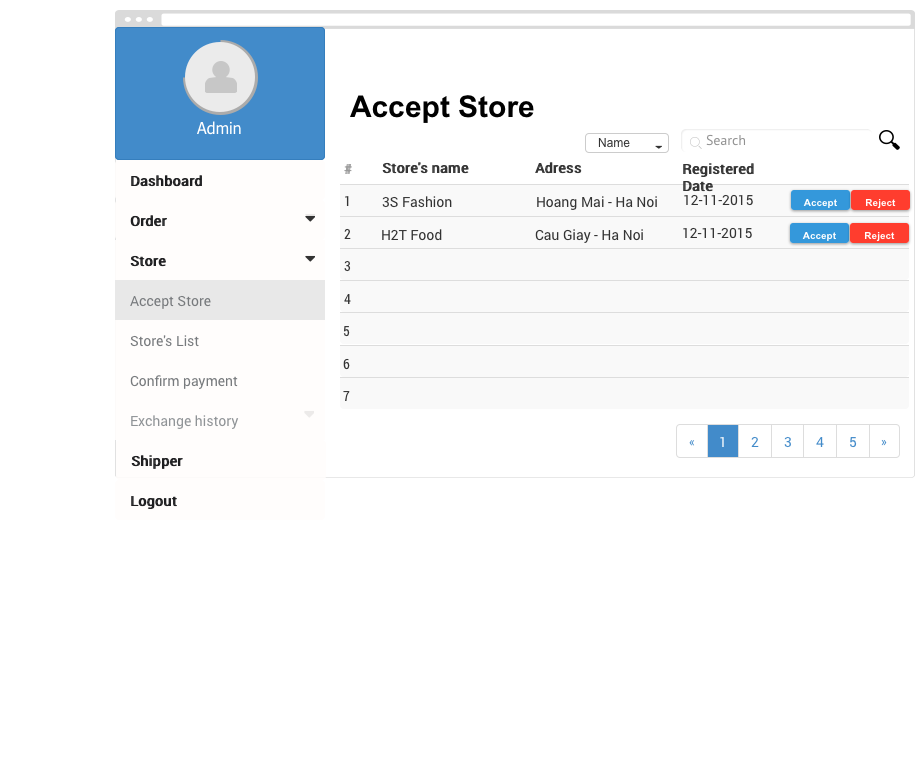 Admin
Dashboard
Order
Store
Accept Store
Store's List
Confirm payment
Exchange history
Shipper
Logout
Accept Store
Name
Search
# Store's name Adress Registered
Date
1 3S Fashion Hoang Mai - Ha Noi 12-11-2015 Accept Reject
2 H2T Food Cau Giay - Ha Noi 12-11-2015 Accept Reject
3
4
5
6
7
« 1 2 3 4 5 »